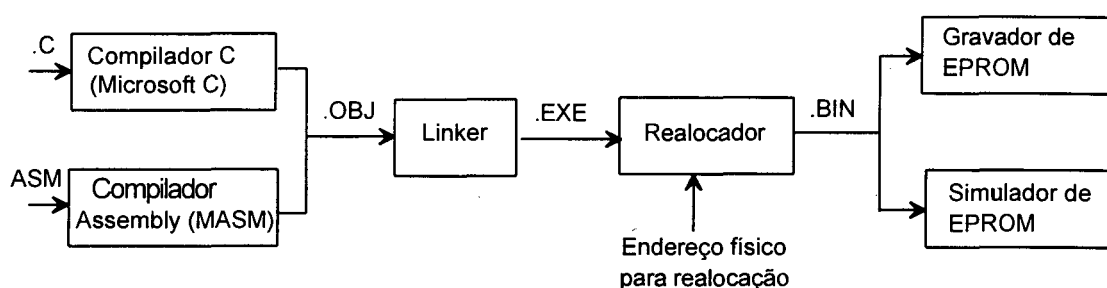 .C
Compilador C
(Microsoft C)
ASM
Compilador
Assembly (MASM)
.OBJ
Linker
.EXE
Realocador
Endereço físico
para realocação
.BIN
Gravador de
EPROM
Simulador de
EPROM